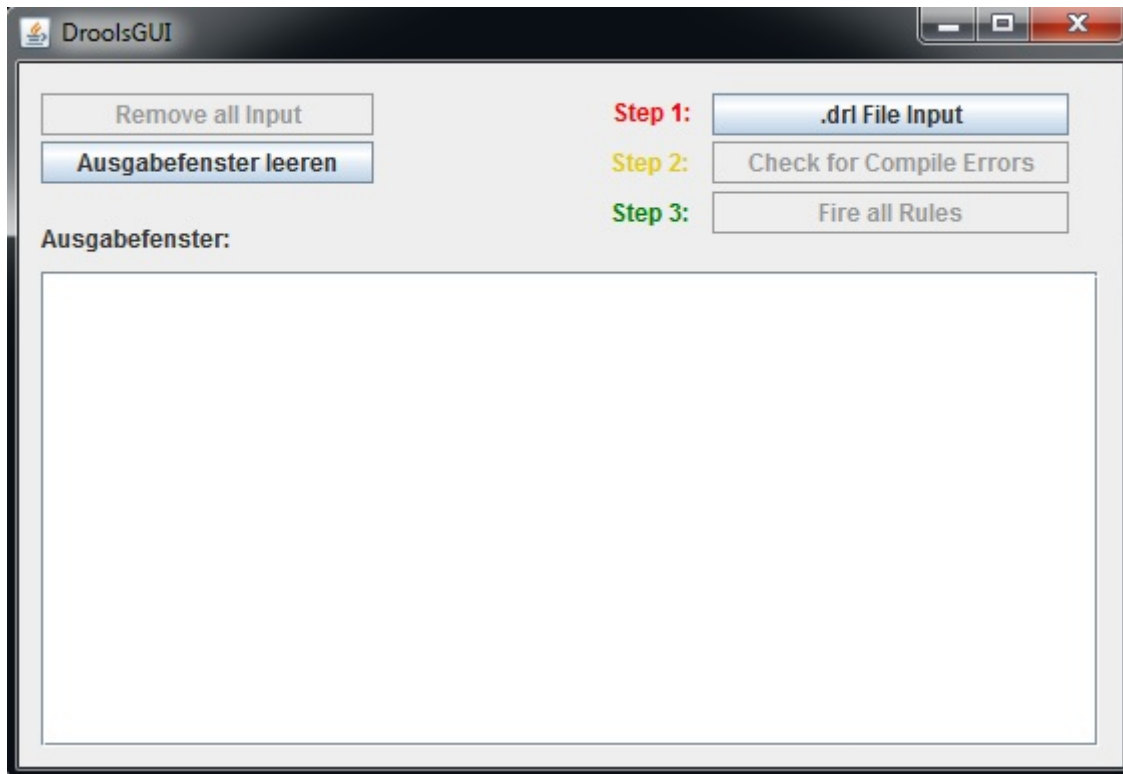 DroolsGUI
Remove all Input
Step 1: .drl File Input
Ausgabefenster leeren
Step 2: Check for Compile Errors
Step 3: Fire all Rules
Ausgabefenster: